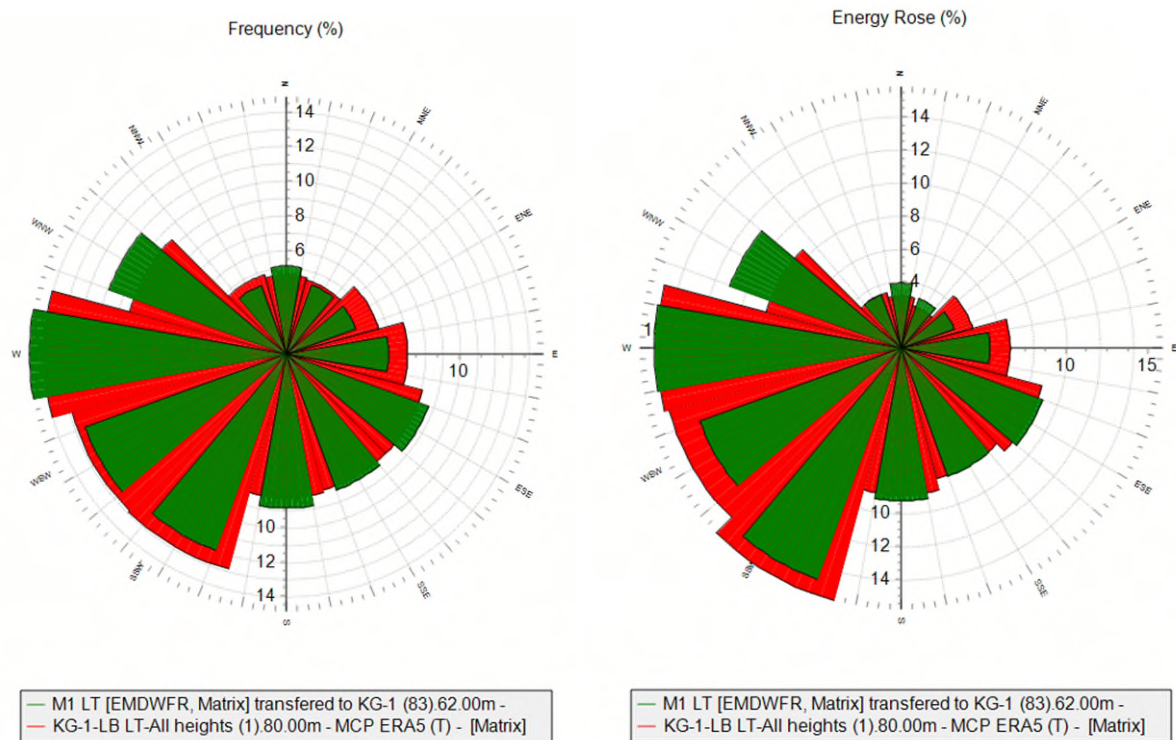 Frequency (%)
N
14
12
10
8
6
NNE
ENE
E
10
ESE
SSE
S
10
12
14
SSW
WSW
W
WNW
NNW
M1 LT [EMDWFR, Matrix] transfered to KG-1 (83).62.00m -
KG-1-LB LT-All heights (1).80.00m - MCP ERA5 (T) - [Matrix]
Energy Rose (%)
N
14
12
10
8
6
4
NNE
ENE
E
10
15
ESE
SSE
S
10
12
14
WSW
W
1
WNW
NNW
M1 LT [EMDWFR, Matrix] transfered to KG-1 (83).62.00m -
KG-1-LB LT-All heights (1).80.00m - MCP ERA5 (T) - [Matrix]